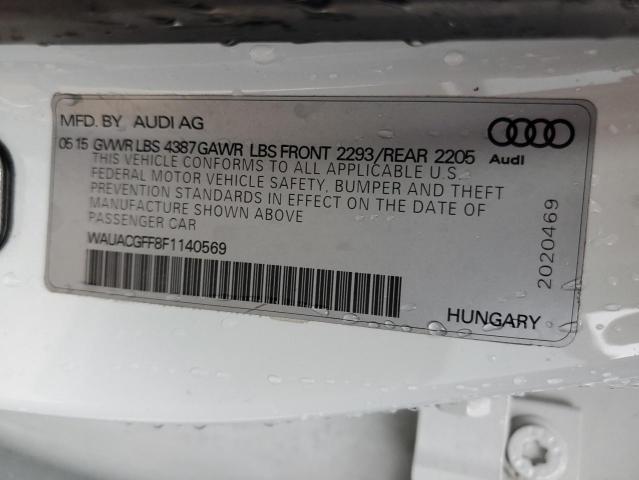 MFD. BY AUDI AG
05 15 GVWR LBS 4387 GAWR LBS FRONT 2293/REAR 2205
THIS VEHICLE CONFORMS TO ALL APPLICABLE U.S.
FEDERAL MOTOR VEHICLE SAFETY, BUMPER AND THEFT
PREVENTION STANDARDS IN EFFECT ON THE DATE OF
MANUFACTURE SHOWN ABOVE
PASSENGER CAR
WAUACGFF8F1140569
Audi
2020469
HUNGARY